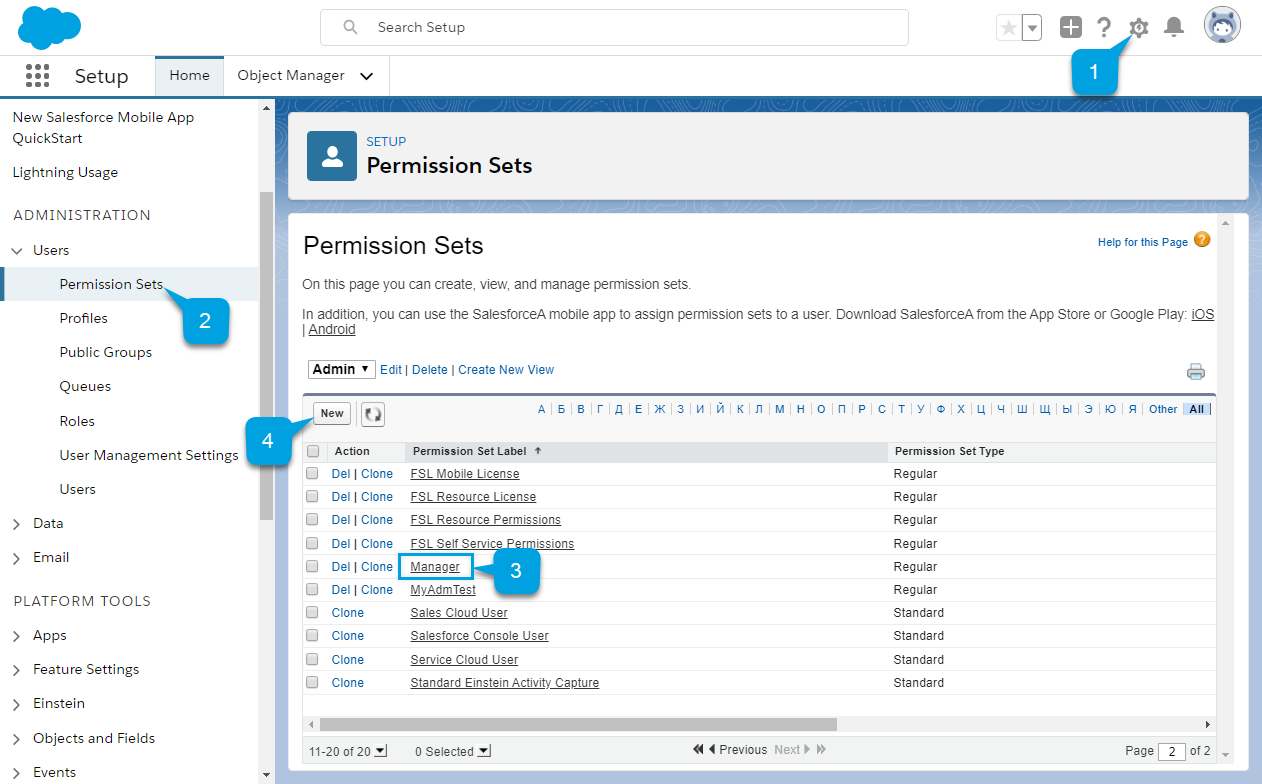 Search Setup
1
Setup
Home
Object Manager
New Salesforce Mobile App
QuickStart
Lightning Usage
ADMINISTRATION
Users
Permission Sets
2
Profiles
Public Groups
Queues
Roles
User Management Settings
Users
Data
Email
PLATFORM TOOLS
Apps
Feature Settings
Einstein
Objects and Fields
Events
SETUP
Permission Sets
Permission Sets
Help for this Page ?
On this page you can create, view, and manage permission sets.
In addition, you can use the SalesforceA mobile app to assign permission sets to a user. Download SalesforceA from the App Store or Google Play: iOS
| Android
Admin Edit | Delete | Create New View
4
New
А | Б | В | Г | Д | Е | Ж | З | И | Й | К | Л | М | Н | О | П | Р | С | Т | У | Ф | Х | Ц | Ч | Ш | Щ | Ы | Э | Ю | Я | Other | All
Action Permission Set Label Permission Set Type
Del | Clone FSL Mobile License Regular
Del | Clone FSL Resource License Regular
Del | Clone FSL Resource Permissions Regular
Del | Clone FSL Self Service Permissions Regular
Del | Clone Manager Regular
3
Del | Clone MyAdmTest Regular
Clone Sales Cloud User Standard
Clone Salesforce Console User Standard
Clone Service Cloud User Standard
Clone Standard Einstein Activity Capture Standard
11-20 of 20 0 Selected Previous Next Page 2 of 2